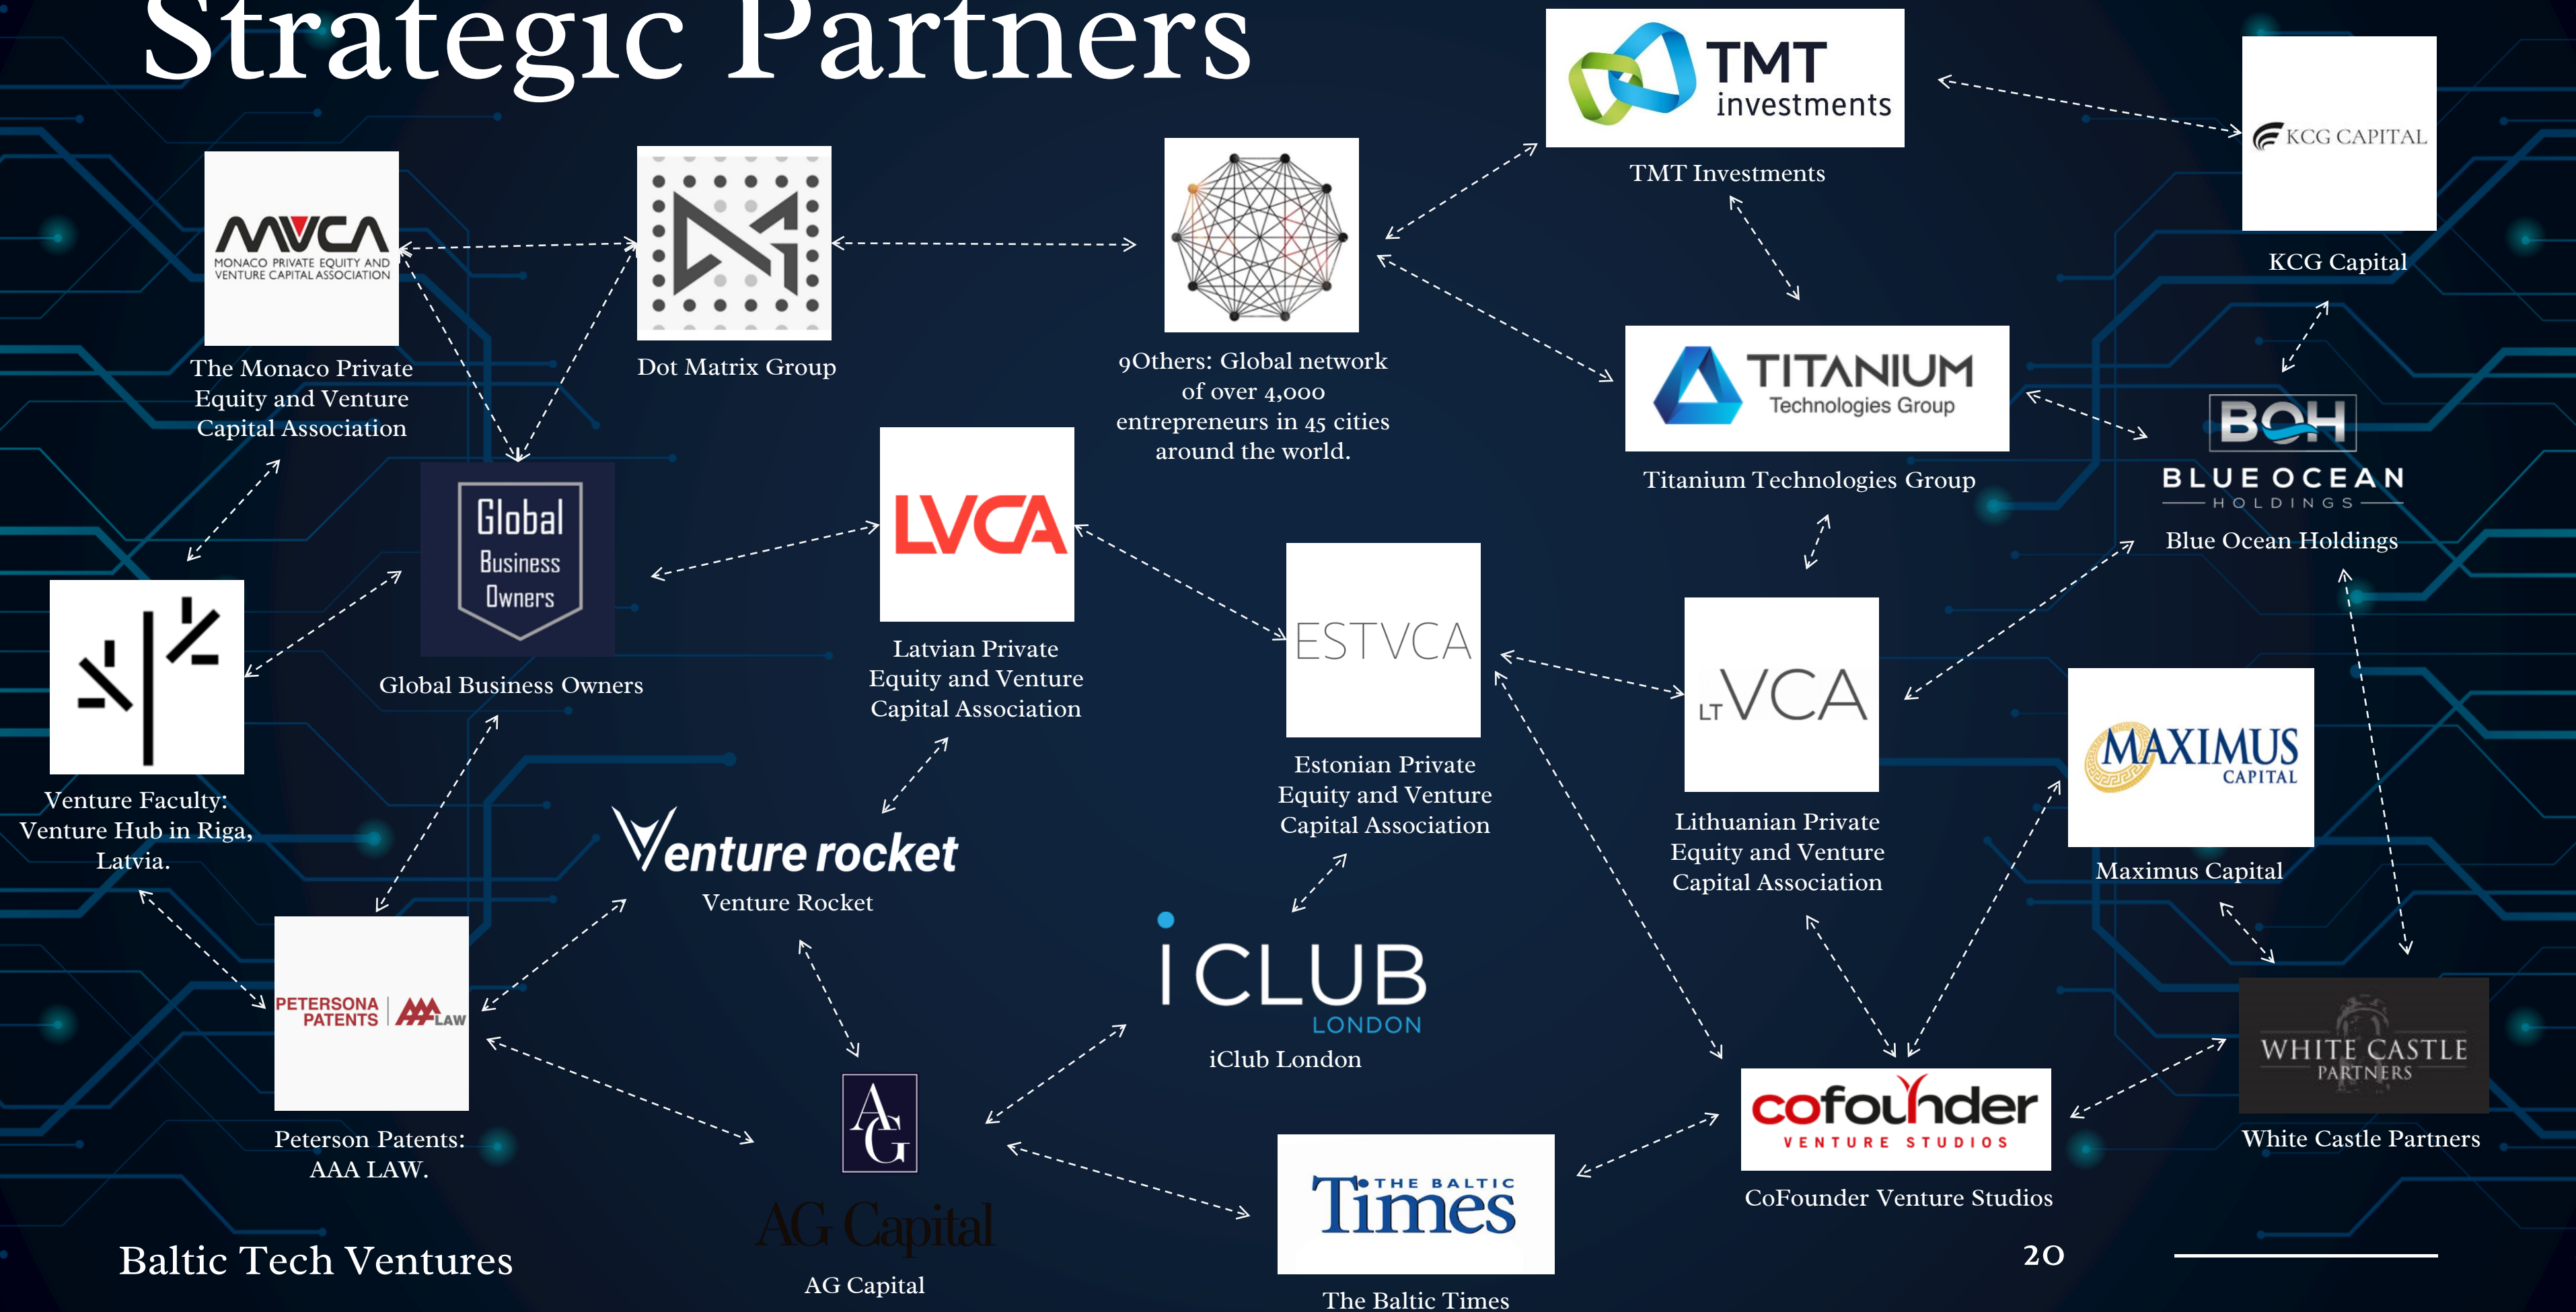 Strategic Partners
TMT
investments
TMT Investments
KCG CAPITAL
KCG Capital
MVCA
MONACO PRIVATE EQUITY AND
VENTURE CAPITAL ASSOCIATION
The Monaco Private
Equity and Venture
Capital Association
Dot Matrix Group
9Others: Global network
of over 4,000
entrepreneurs in 45 cities
around the world.
TITANIUM
Technologies Group
Titanium Technologies Group
BOH
BLUE OCEAN
HOLDINGS
Blue Ocean Holdings
Global
Business
Owners
Global Business Owners
LVCA
Latvian Private
Equity and Venture
Capital Association
ESTVCA
Estonian Private
Equity and Venture
Capital Association
LT VCA
Lithuanian Private
Equity and Venture
Capital Association
MAXIMUS
CAPITAL
Maximus Capital
Venture Faculty:
Venture Hub in Riga,
Latvia.
Venture rocket
Venture Rocket
PETERSONA
PATENTS
AAA LAW
Peterson Patents:
AAA LAW.
i CLUB
LONDON
iClub London
AG
AG Capital
AG Capital
THE BALTIC
Times
The Baltic Times
cofounder
VENTURE STUDIOS
CoFounder Venture Studios
WHITE CASTLE
PARTNERS
White Castle Partners
Baltic Tech Ventures
20